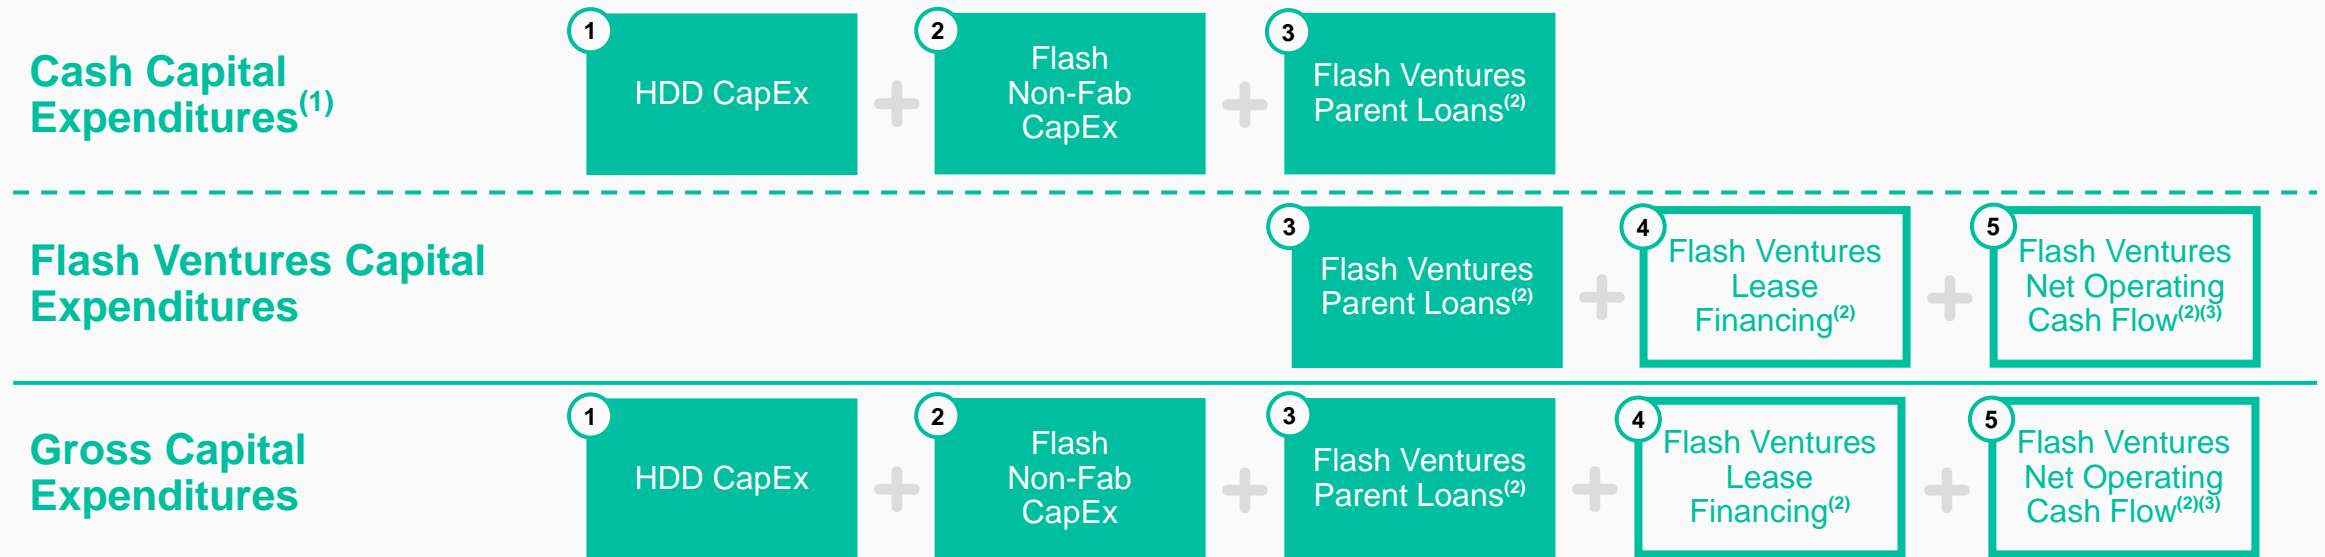 Cash Capital
Expenditures(1)
1
HDD CapEx
+
2
Flash
Non-Fab
CapEx
+
3
Flash Ventures
Parent Loans(2)
Flash Ventures Capital
Expenditures
3
Flash Ventures
Parent Loans(2)
+
4
Flash Ventures
Lease
Financing(2)
+
5
Flash Ventures
Net Operating
Cash Flow(2)(3)
Gross Capital
Expenditures
1
HDD CapEx
+
2
Flash
Non-Fab
CapEx
+
3
Flash Ventures
Parent Loans(2)
+
4
Flash Ventures
Lease
Financing(2)
+
5
Flash Ventures
Net Operating
Cash Flow(2)(3)